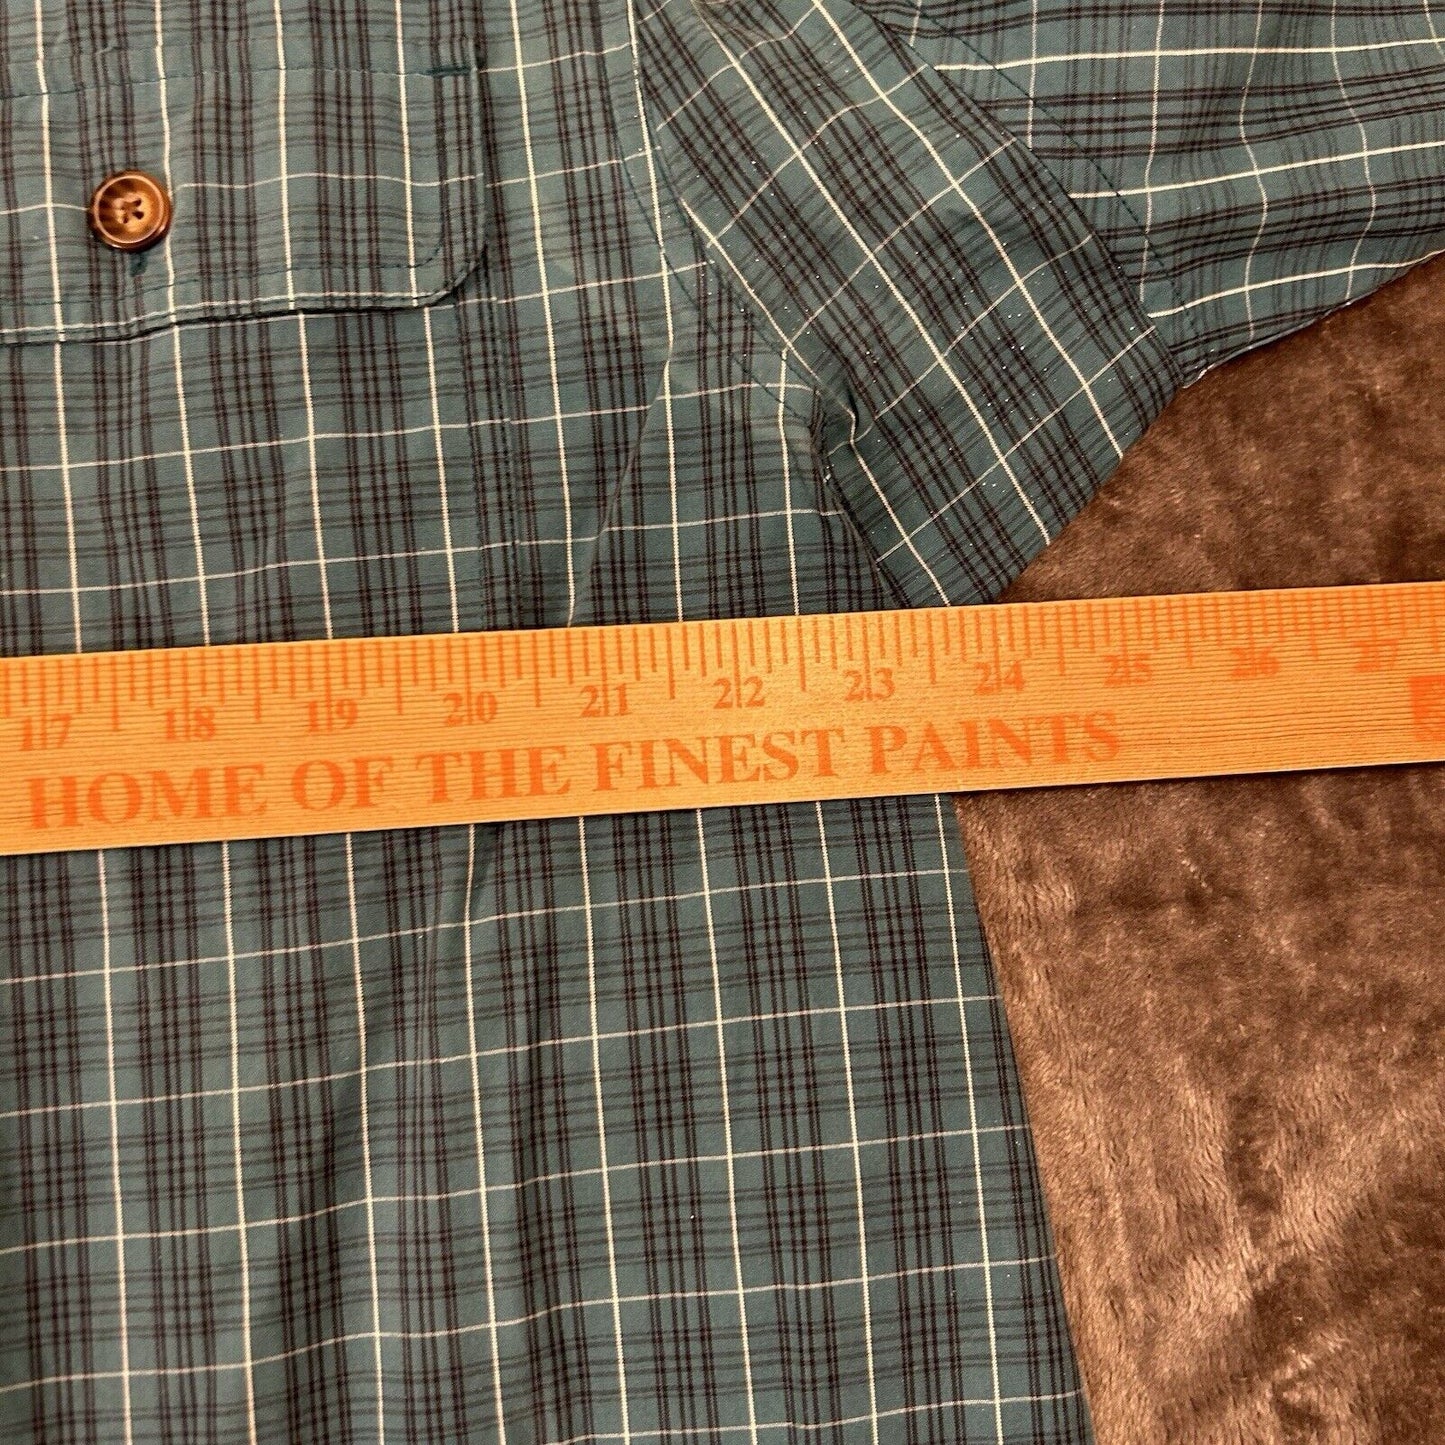 17 18 19 20 21 22 23 24 25 26 27
HOME OF THE FINEST PAINTS